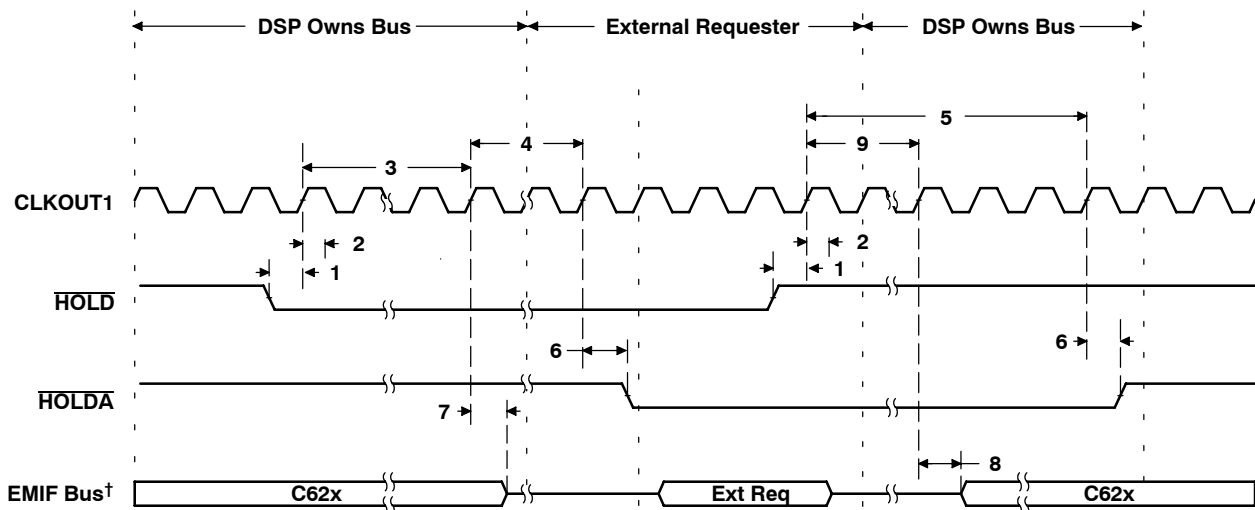 DSP Owns Bus External Requester DSP Owns Bus
5
4 9
3
CLKOUT1
2 2
1 1
HOLD
6 6
HOLDA
7
8
EMIF Bus† C62x Ext Req C62x